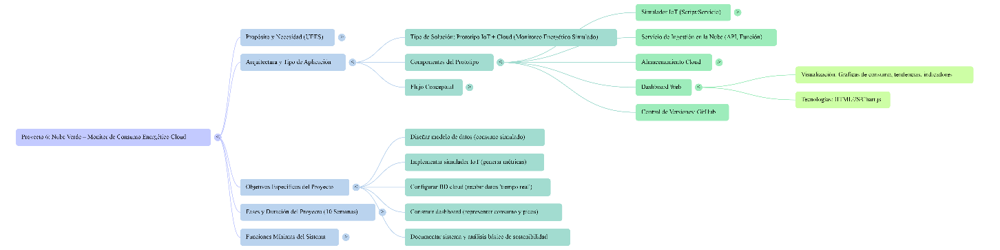 Proyecto 6: Nube Verde – Monitor de Consumo Energético Cloud
<
Propósito y Necesidad (UFES)
>
Arquitectura y Tipo de Aplicación
<
Tipo de Solución: Prototipo IoT + Cloud (Monitoreo Energético Simulado)
Componentes del Prototipo
<
Simulador IoT (Script/Servicio)
>
Servicio de Ingestión en la Nube (API, Función)
Almacenamiento Cloud
>
Dashboard Web
<
Visualización: Gráficas de consumo, tendencias, indicadores
Tecnologías: HTML/JS/Chart.js
Control de Versiones: GitHub
Flujo Conceptual
>
Objetivos Específicos del Proyecto
<
Diseñar modelo de datos (consumo simulado)
Implementar simulador IoT (generar métricas)
Configurar BD cloud (recibir datos 'tiempo real')
Construir dashboard (representar consumo y picos)
Documentar sistema y análisis básico de sostenibilidad
Fases y Duración del Proyecto (10 Semanas)
>
Funciones Mínimas del Sistema
>